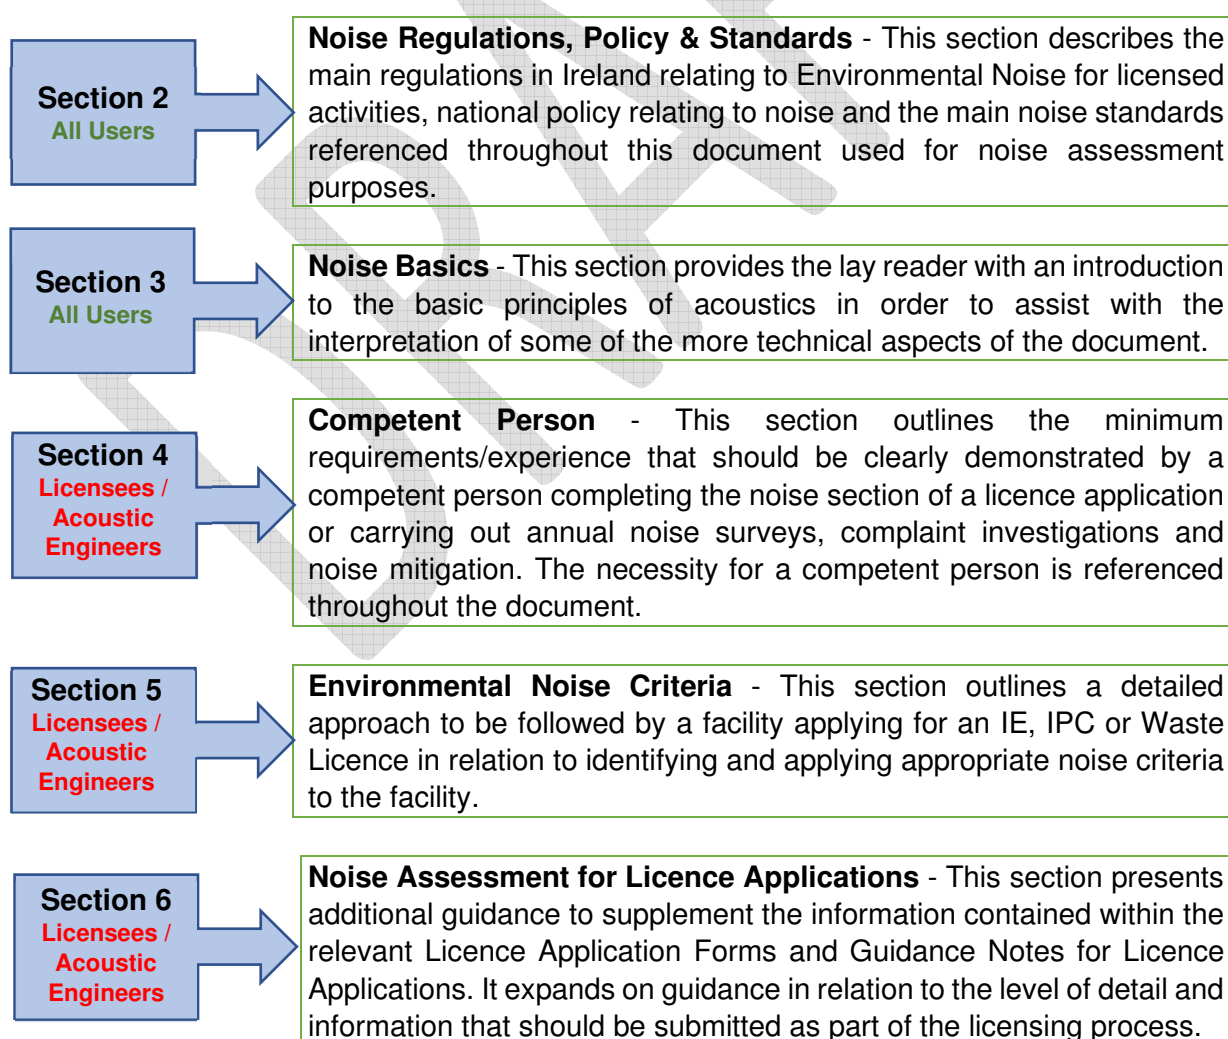 Section 2
All Users
Noise Regulations, Policy & Standards - This section describes the
main regulations in Ireland relating to Environmental Noise for licensed
activities, national policy relating to noise and the main noise standards
referenced throughout this document used for noise assessment
purposes.
Section 3
All Users
Noise Basics - This section provides the lay reader with an introduction
to the basic principles of acoustics in order to assist with the
interpretation of some of the more technical aspects of the document.
Section 4
Licensees /
Acoustic
Engineers
Competent Person - This section outlines the minimum
requirements/experience that should be clearly demonstrated by a
competent person completing the noise section of a licence application
or carrying out annual noise surveys, complaint investigations and
noise mitigation. The necessity for a competent person is referenced
throughout the document.
Section 5
Licensees /
Acoustic
Engineers
Environmental Noise Criteria - This section outlines a detailed
approach to be followed by a facility applying for an IE, IPC or Waste
Licence in relation to identifying and applying appropriate noise criteria
to the facility.
Section 6
Licensees /
Acoustic
Engineers
Noise Assessment for Licence Applications - This section presents
additional guidance to supplement the information contained within the
relevant Licence Application Forms and Guidance Notes for Licence
Applications. It expands on guidance in relation to the level of detail and
information that should be submitted as part of the licensing process.